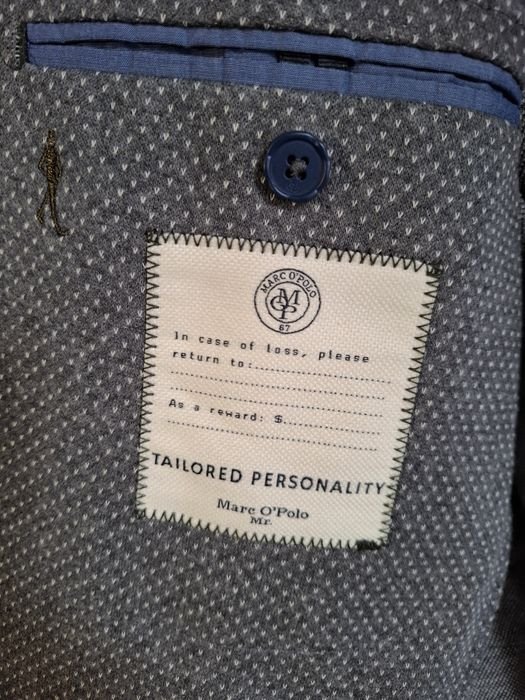 MARC O'POLO
MOP
67
In case of loss, please
return to:
As a reward: $
TAILORED PERSONALITY
Marc O'Polo
Mr.